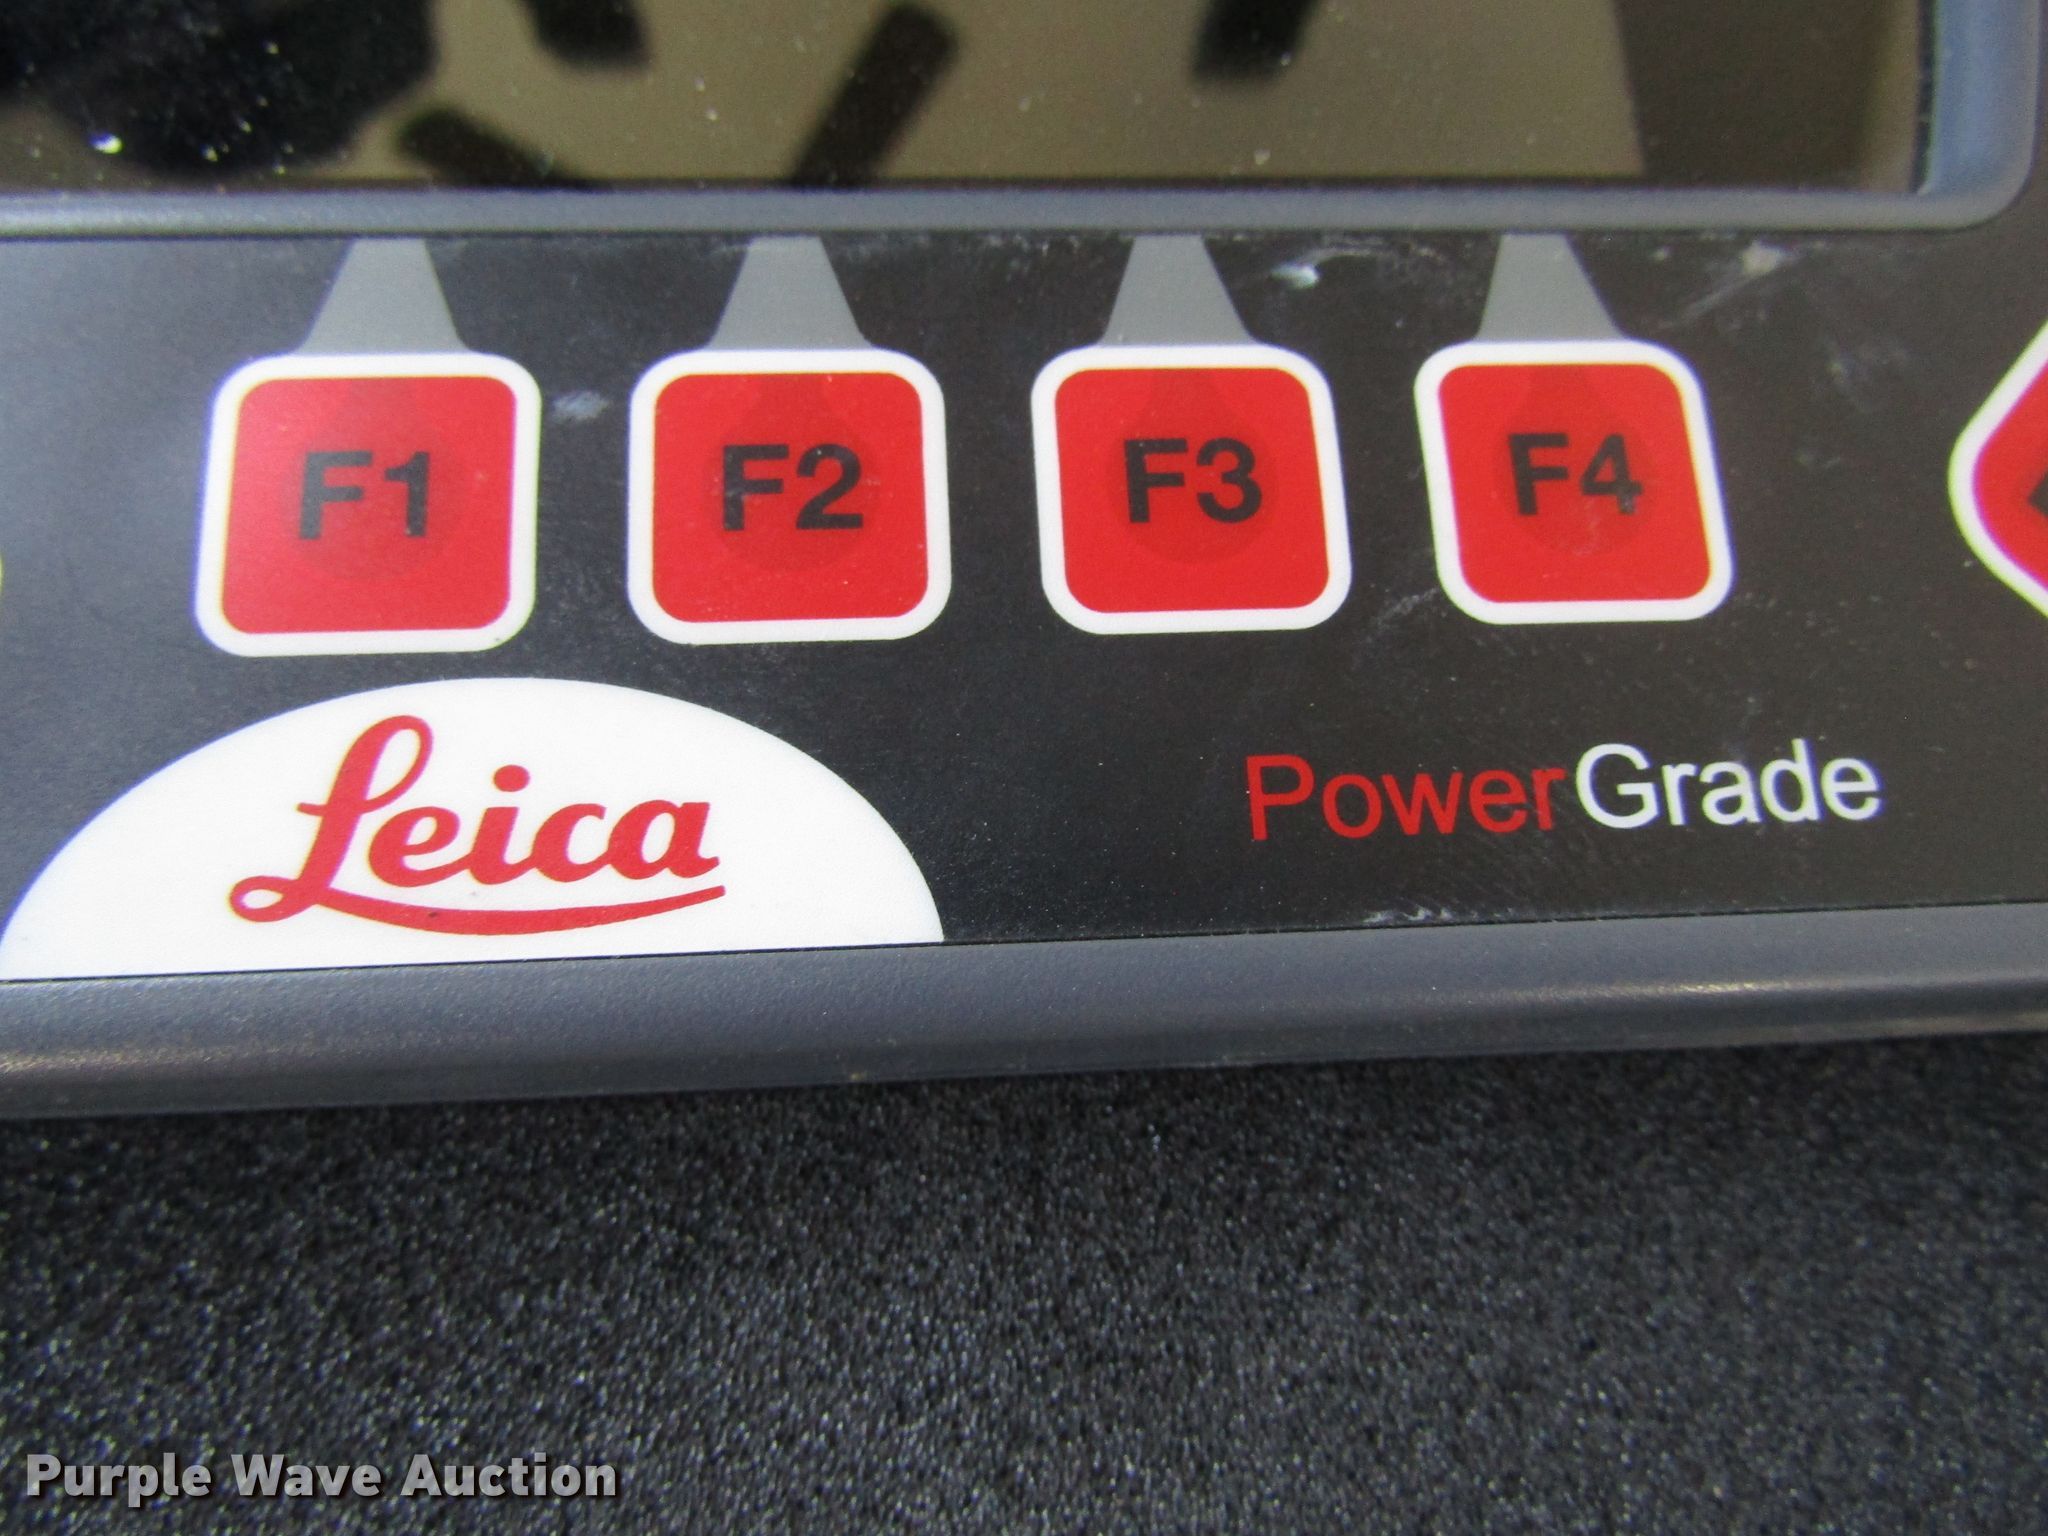 F1 F2 F3 F4
Leica
PowerGrade
Purple Wave Auction